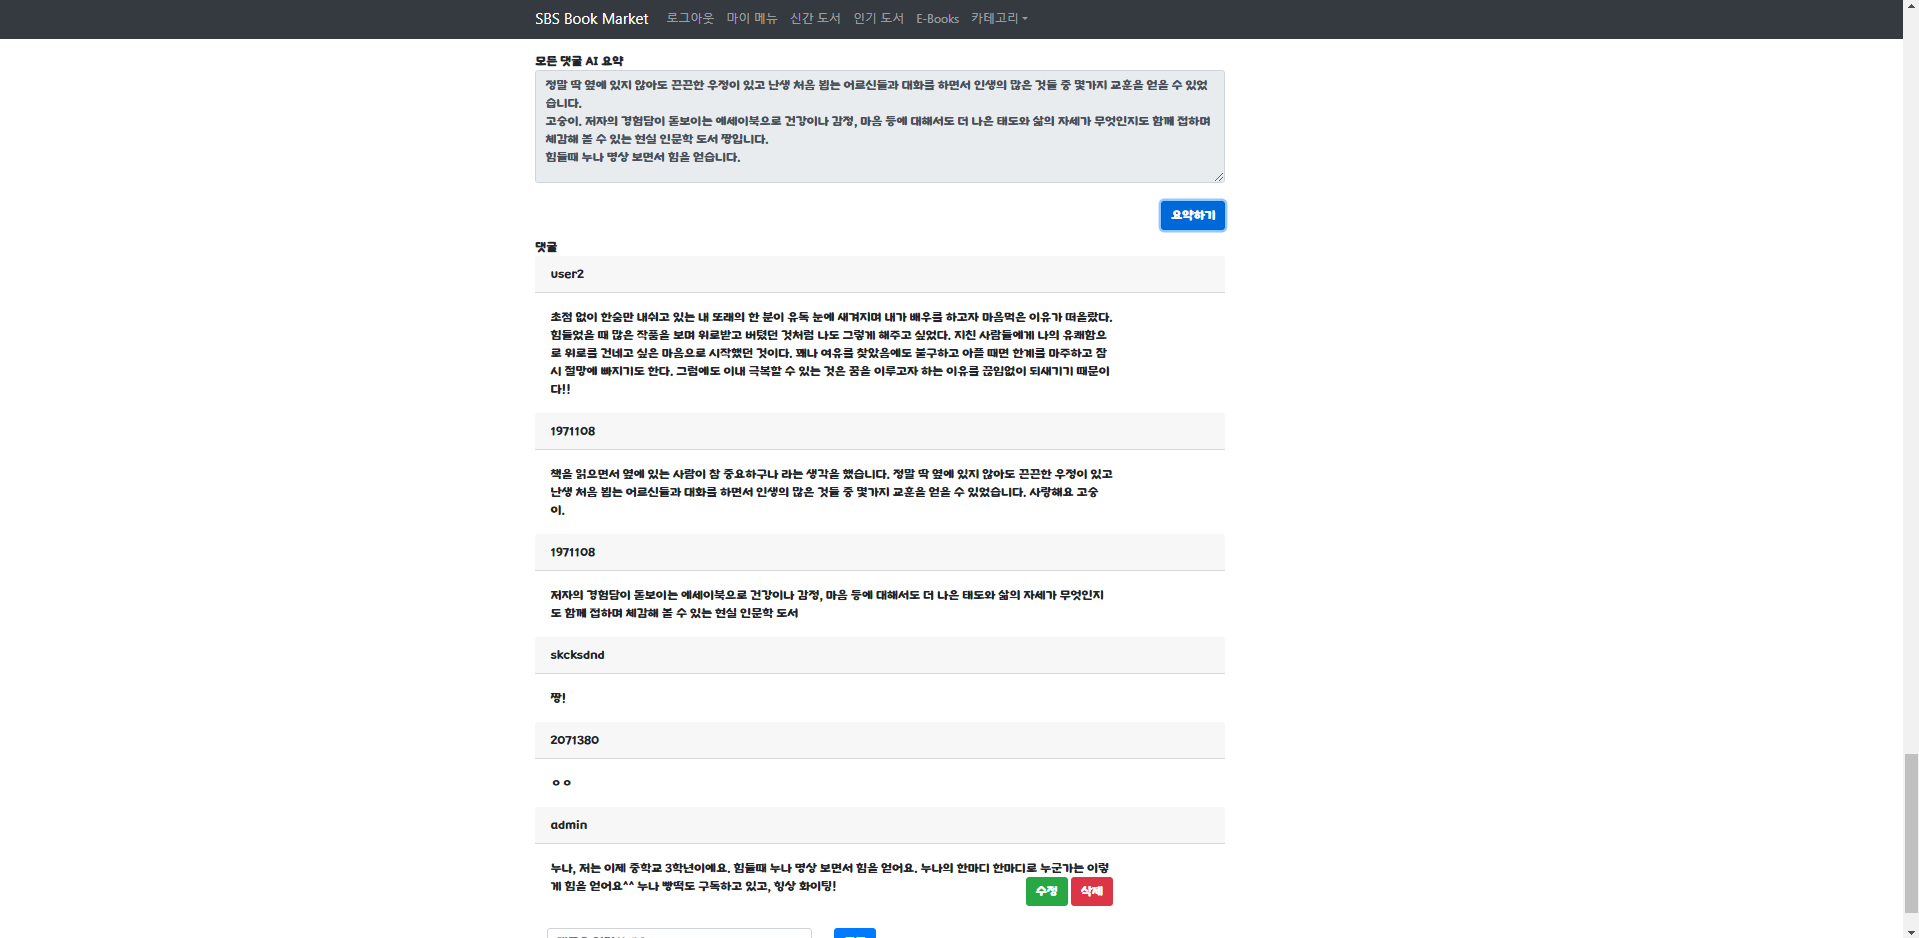 SBS Book Market 로그아웃 마이 메뉴 신간 도서 인기 도서 E-Books 카테고리
모든 댓글 AI 요약
정말 딱 옆에 있지 않아도 끈끈한 우정이 있고 난생 처음 뵙는 어르신들과 대화를 하면서 인생의 많은 것들 중 몇가지 교훈을 얻을 수 있었
습니다.
고숭이. 저자의 경험담이 돋보이는 에세이북으로 건강이나 감정, 마음 등에 대해서도 더 나은 태도와 삶의 자세가 무엇인지도 함께 접하며
체감해 볼 수 있는 현실 인문학 도서 짱입니다.
힘들때 누나 영상 보면서 힘을 얻습니다.
요약하기
댓글
user2
초점 없이 한숨만 내쉬고 있는 내 또래의 한 분이 유독 눈에 새겨지며 내가 배우를 하고자 마음먹은 이유가 떠올랐다.
힘들었을 때 많은 작품을 보며 위로받고 버텼던 것처럼 나도 그렇게 해주고 싶었다. 지친 사람들에게 나의 유쾌함으
로 위로를 건네고 싶은 마음으로 시작했던 것이다. 꽤나 여유를 찾았음에도 불구하고 아플 때면 한계를 마주하고 잠
시 절망에 빠지기도 한다. 그럼에도 이내 극복할 수 있는 것은 꿈을 이루고자 하는 이유를 끊임없이 되새기기 때문이
다!!
1971108
책을 읽으면서 옆에 있는 사람이 참 중요하구나 라는 생각을 했습니다. 정말 딱 옆에 있지 않아도 끈끈한 우정이 있고
난생 처음 뵙는 어르신들과 대화를 하면서 인생의 많은 것들 중 몇가지 교훈을 얻을 수 있었습니다. 사랑해요 고숭
이.
1971108
저자의 경험담이 돋보이는 에세이북으로 건강이나 감정, 마음 등에 대해서도 더 나은 태도와 삶의 자세가 무엇인지
도 함께 접하며 체감해 볼 수 있는 현실 인문학 도서
skcksdnd
짱!
2071380
ㅇㅇ
admin
누나, 저는 이제 중학교 3학년이에요. 힘들때 누나 영상 보면서 힘을 얻어요. 누나의 한마디 한마디로 누군가는 이렇
게 힘을 얻어요^^ 누나 빵떡도 구독하고 있고, 항상 화이팅!
수정 삭제